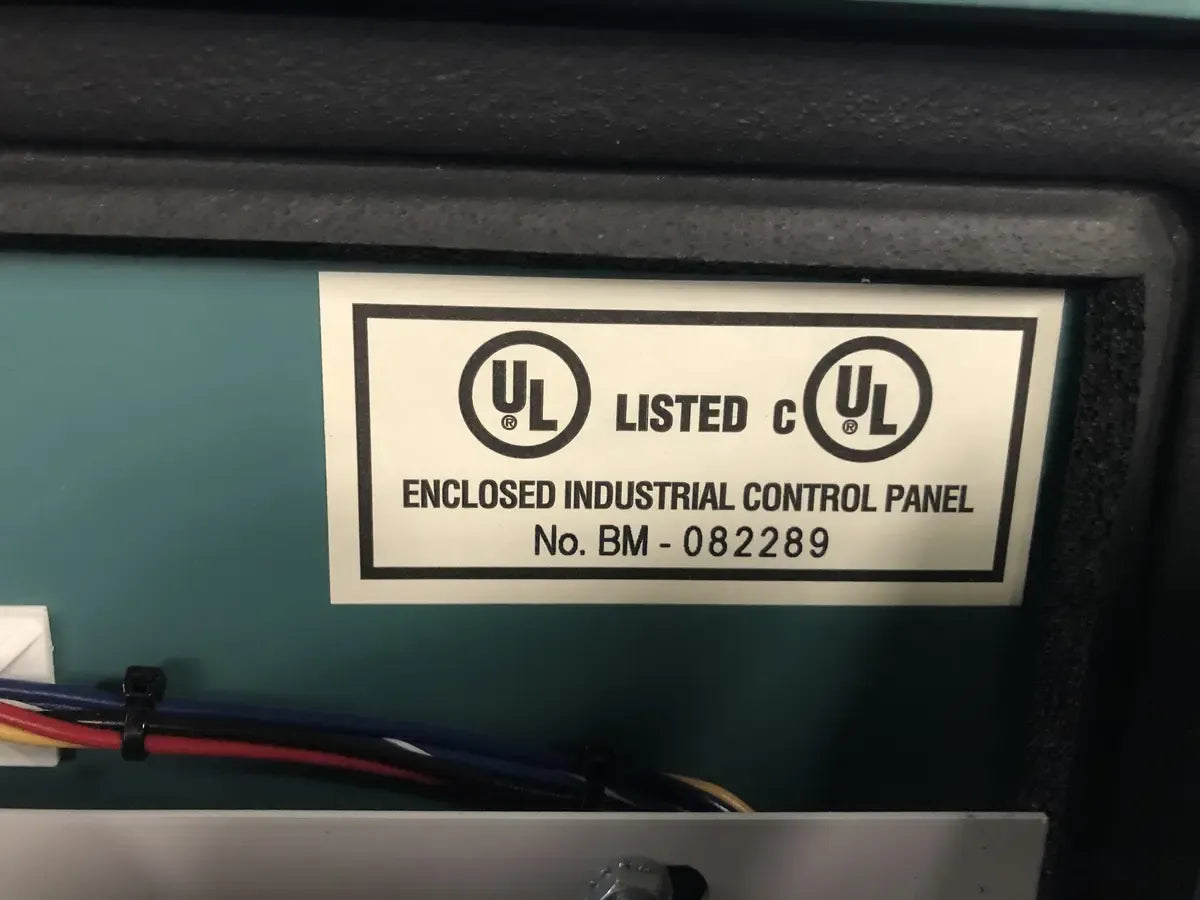 UL® LISTED C UL®
ENCLOSED INDUSTRIAL CONTROL PANEL
No. BM - 082289